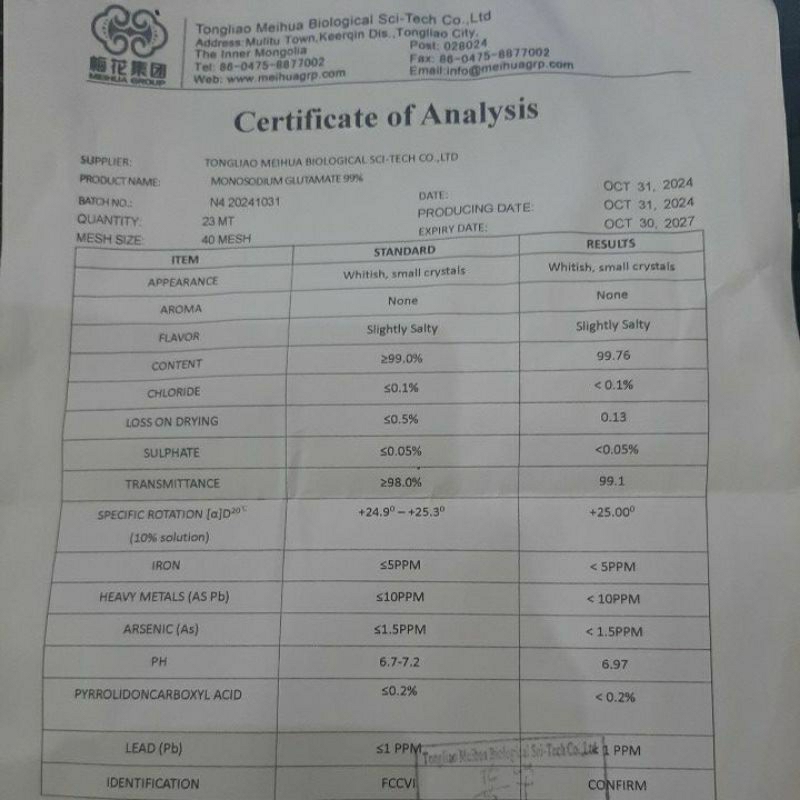 梅花集团
MEIHUA GROUP
Tongliao Meihua Biological Sci-Tech Co.,Ltd
Address: Mulitu Town,Keerqin Dis.,Tongliao City,
The Inner Mongolia Post: 028024
Tel: 86-0475-8877002 Fax: 86-0475-8877002
Web: www.meihuagrp.com Email:info@meihuagrp.com
Certificate of Analysis
SUPPLIER: TONGLIAO MEIHUA BIOLOGICAL SCI-TECH CO.,LTD
PRODUCT NAME: MONOSODIUM GLUTAMATE 99%
DATE: OCT 31, 2024
BATCH NO.: N4 20241031 PRODUCING DATE: OCT 31, 2024
QUANTITY: 23 MT EXPIRY DATE: OCT 30, 2027
MESH SIZE: 40 MESH
ITEM STANDARD RESULTS
APPEARANCE Whitish, small crystals Whitish, small crystals
AROMA None None
FLAVOR Slightly Salty Slightly Salty
CONTENT ≥99.0% 99.76
CHLORIDE ≤0.1% < 0.1%
LOSS ON DRYING ≤0.5% 0.13
SULPHATE ≤0.05% <0.05%
TRANSMITTANCE ≥98.0% 99.1
SPECIFIC ROTATION [α]D20℃ +24.9⁰ – +25.3⁰ +25.00⁰
(10% solution)
IRON ≤5PPM < 5PPM
HEAVY METALS (AS Pb) ≤10PPM < 10PPM
ARSENIC (As) ≤1.5PPM < 1.5PPM
PH 6.7-7.2 6.97
PYRROLIDONCARBOXYL ACID ≤0.2% < 0.2%
LEAD (Pb) ≤1 PPM 1 PPM
Tongliao Meihua Biological Sci-Tech Co.,Ltd
IDENTIFICATION FCCVI CONFIRM